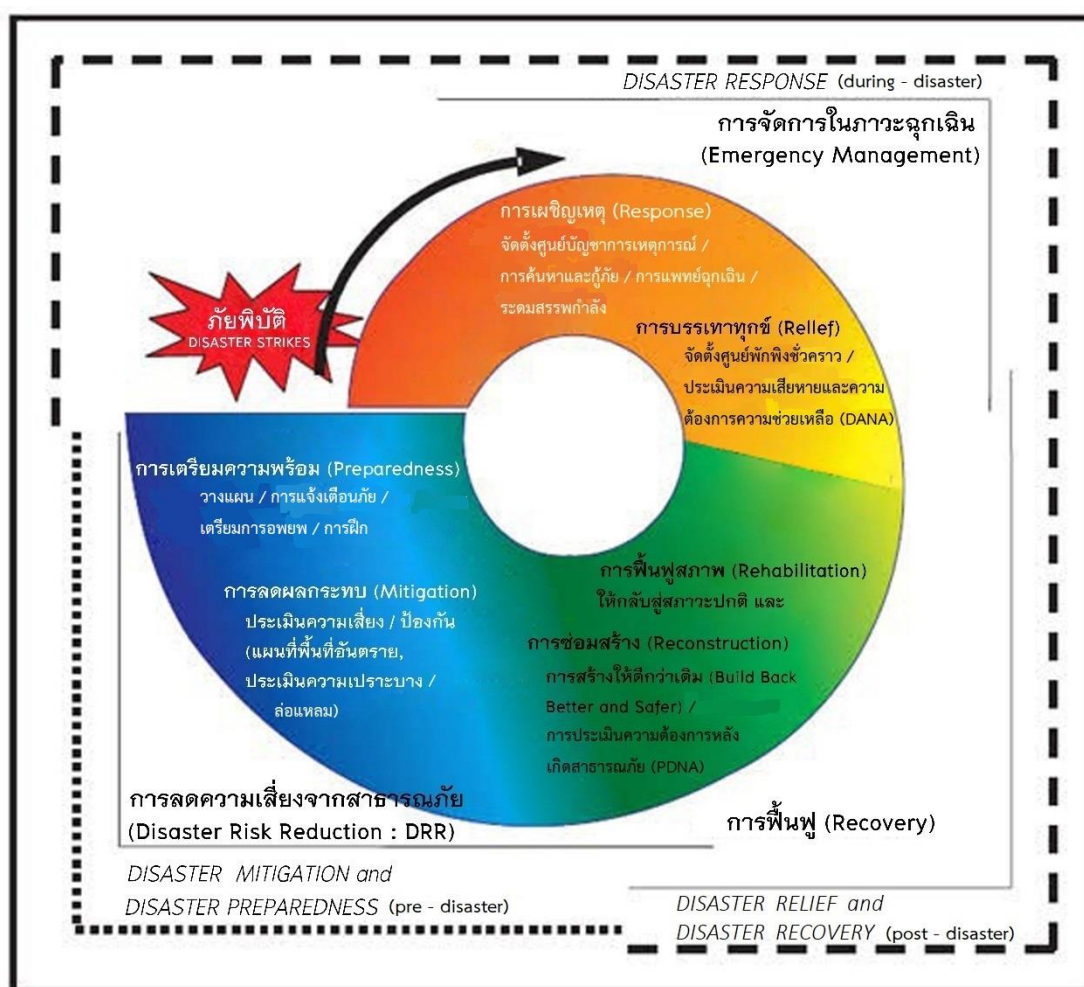 DISASTER RESPONSE (during - disaster)
การจัดการในภาวะฉุกเฉิน
(Emergency Management)
การเผชิญเหตุ (Response)
จัดตั้งศูนย์บัญชาการเหตุการณ์ /
การค้นหาและกู้ภัย / การแพทย์ฉุกเฉิน /
ระดมสรรพกำลัง
ภัยพิบัติ
DISASTER STRIKES
การบรรเทาทุกข์ (Rellef)
จัดตั้งศูนย์พักพิงชั่วคราว /
ประเมินความเสียหายและความ
ต้องการความช่วยเหลือ (DANA)
การเตรียมความพร้อม (Preparedness)
วางแผน / การแจ้งเตือนภัย /
เตรียมการอพยพ / การฝึก
การลดผลกระทบ (Mitigation)
ประเมินความเสี่ยง / ป้องกัน
(แผนที่พื้นที่อันตราย,
ประเมินความเปราะบาง /
ล่อแหลม)
การฟื้นฟูสภาพ (Rehabilitation)
ให้กลับสู่สภาวะปกติ และ
การซ่อมสร้าง (Reconstruction)
การสร้างให้ดีกว่าเดิม (Build Back
Better and Safer) /
การประเมินความต้องการหลัง
เกิดสาธารณภัย (PDNA)
การลดความเสี่ยงจากสาธารณภัย
(Disaster Risk Reduction : DRR)
การฟื้นฟู (Recovery)
DISASTER MITIGATION and
DISASTER PREPAREDNESS (pre - disaster)
DISASTER RELIEF and
DISASTER RECOVERY (post - disaster)